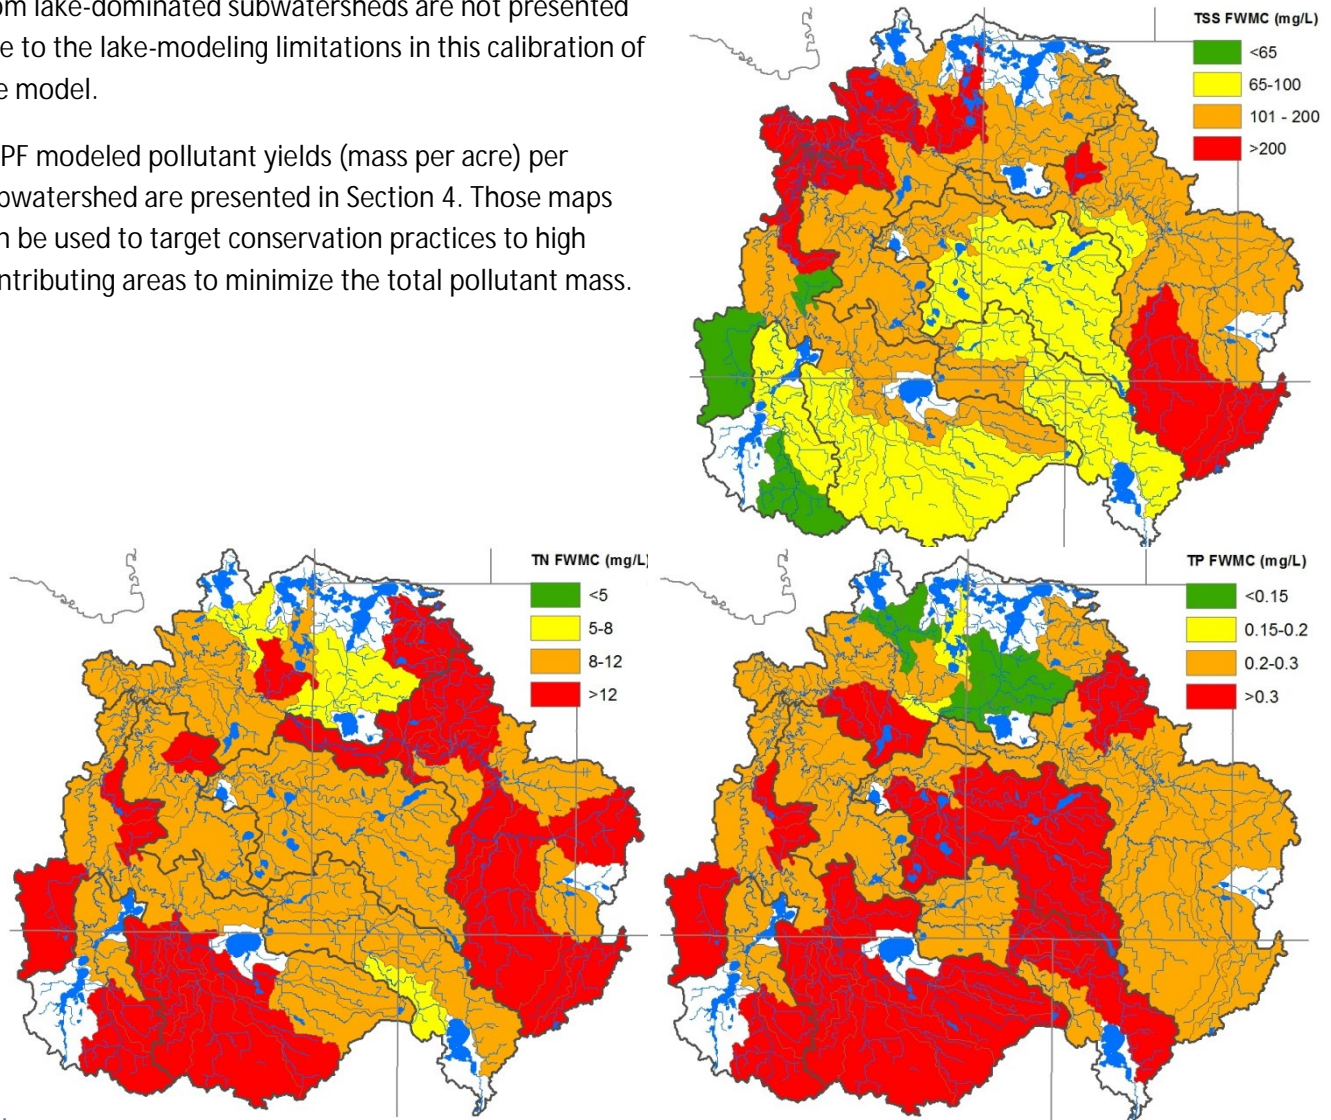 om lake-dominated subwatersheds are not presented
e to the lake-modeling limitations in this calibration of
e model.
PF modeled pollutant yields (mass per acre) per
bwatershed are presented in Section 4. Those maps
n be used to target conservation practices to high
ntributing areas to minimize the total pollutant mass.
TSS FWMC (mg/L)
<65
65-100
101 - 200
>200
TN FWMC (mg/L)
<5
5-8
8-12
>12
TP FWMC (mg/L)
<0.15
0.15-0.2
0.2-0.3
>0.3